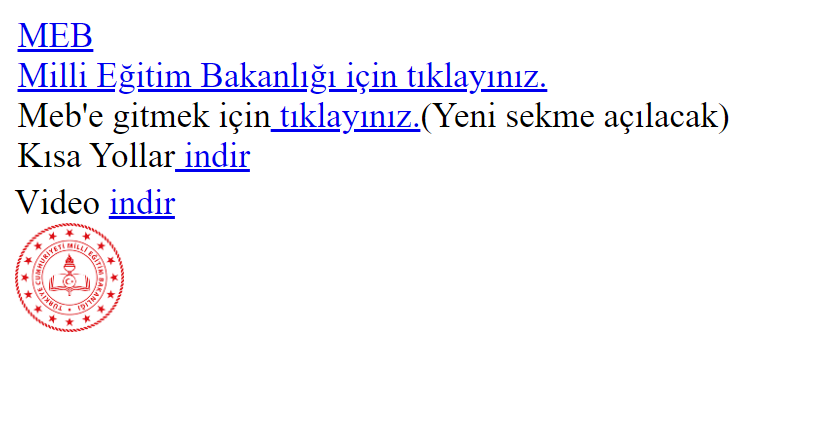 MEB
Milli Eğitim Bakanlığı için tıklayınız.
Meb'e gitmek için tıklayınız.(Yeni sekme açılacak)
Kısa Yollar indir
Video indir
TÜRKİYE CUMHURİYETİ MİLLİ EĞİTİM BAKANLIĞI